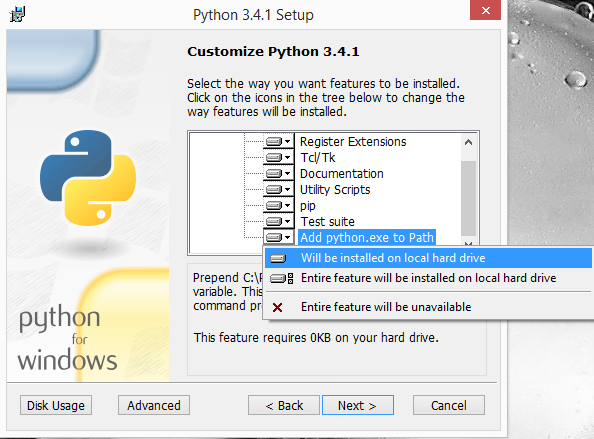 Python 3.4.1 Setup
Customize Python 3.4.1
Select the way you want features to be installed.
Click on the icons in the tree below to change the
way features will be installed.
Register Extensions
Tcl/Tk
Documentation
Utility Scripts
pip
Test suite
Add python.exe to Path
Will be installed on local hard drive
Entire feature will be installed on local hard drive
Entire feature will be unavailable
Prepend
variable. This
command
This feature requires 0KB on your hard drive.
python
for
windows
Disk Usage
Advanced
< Back
Next >
Cancel